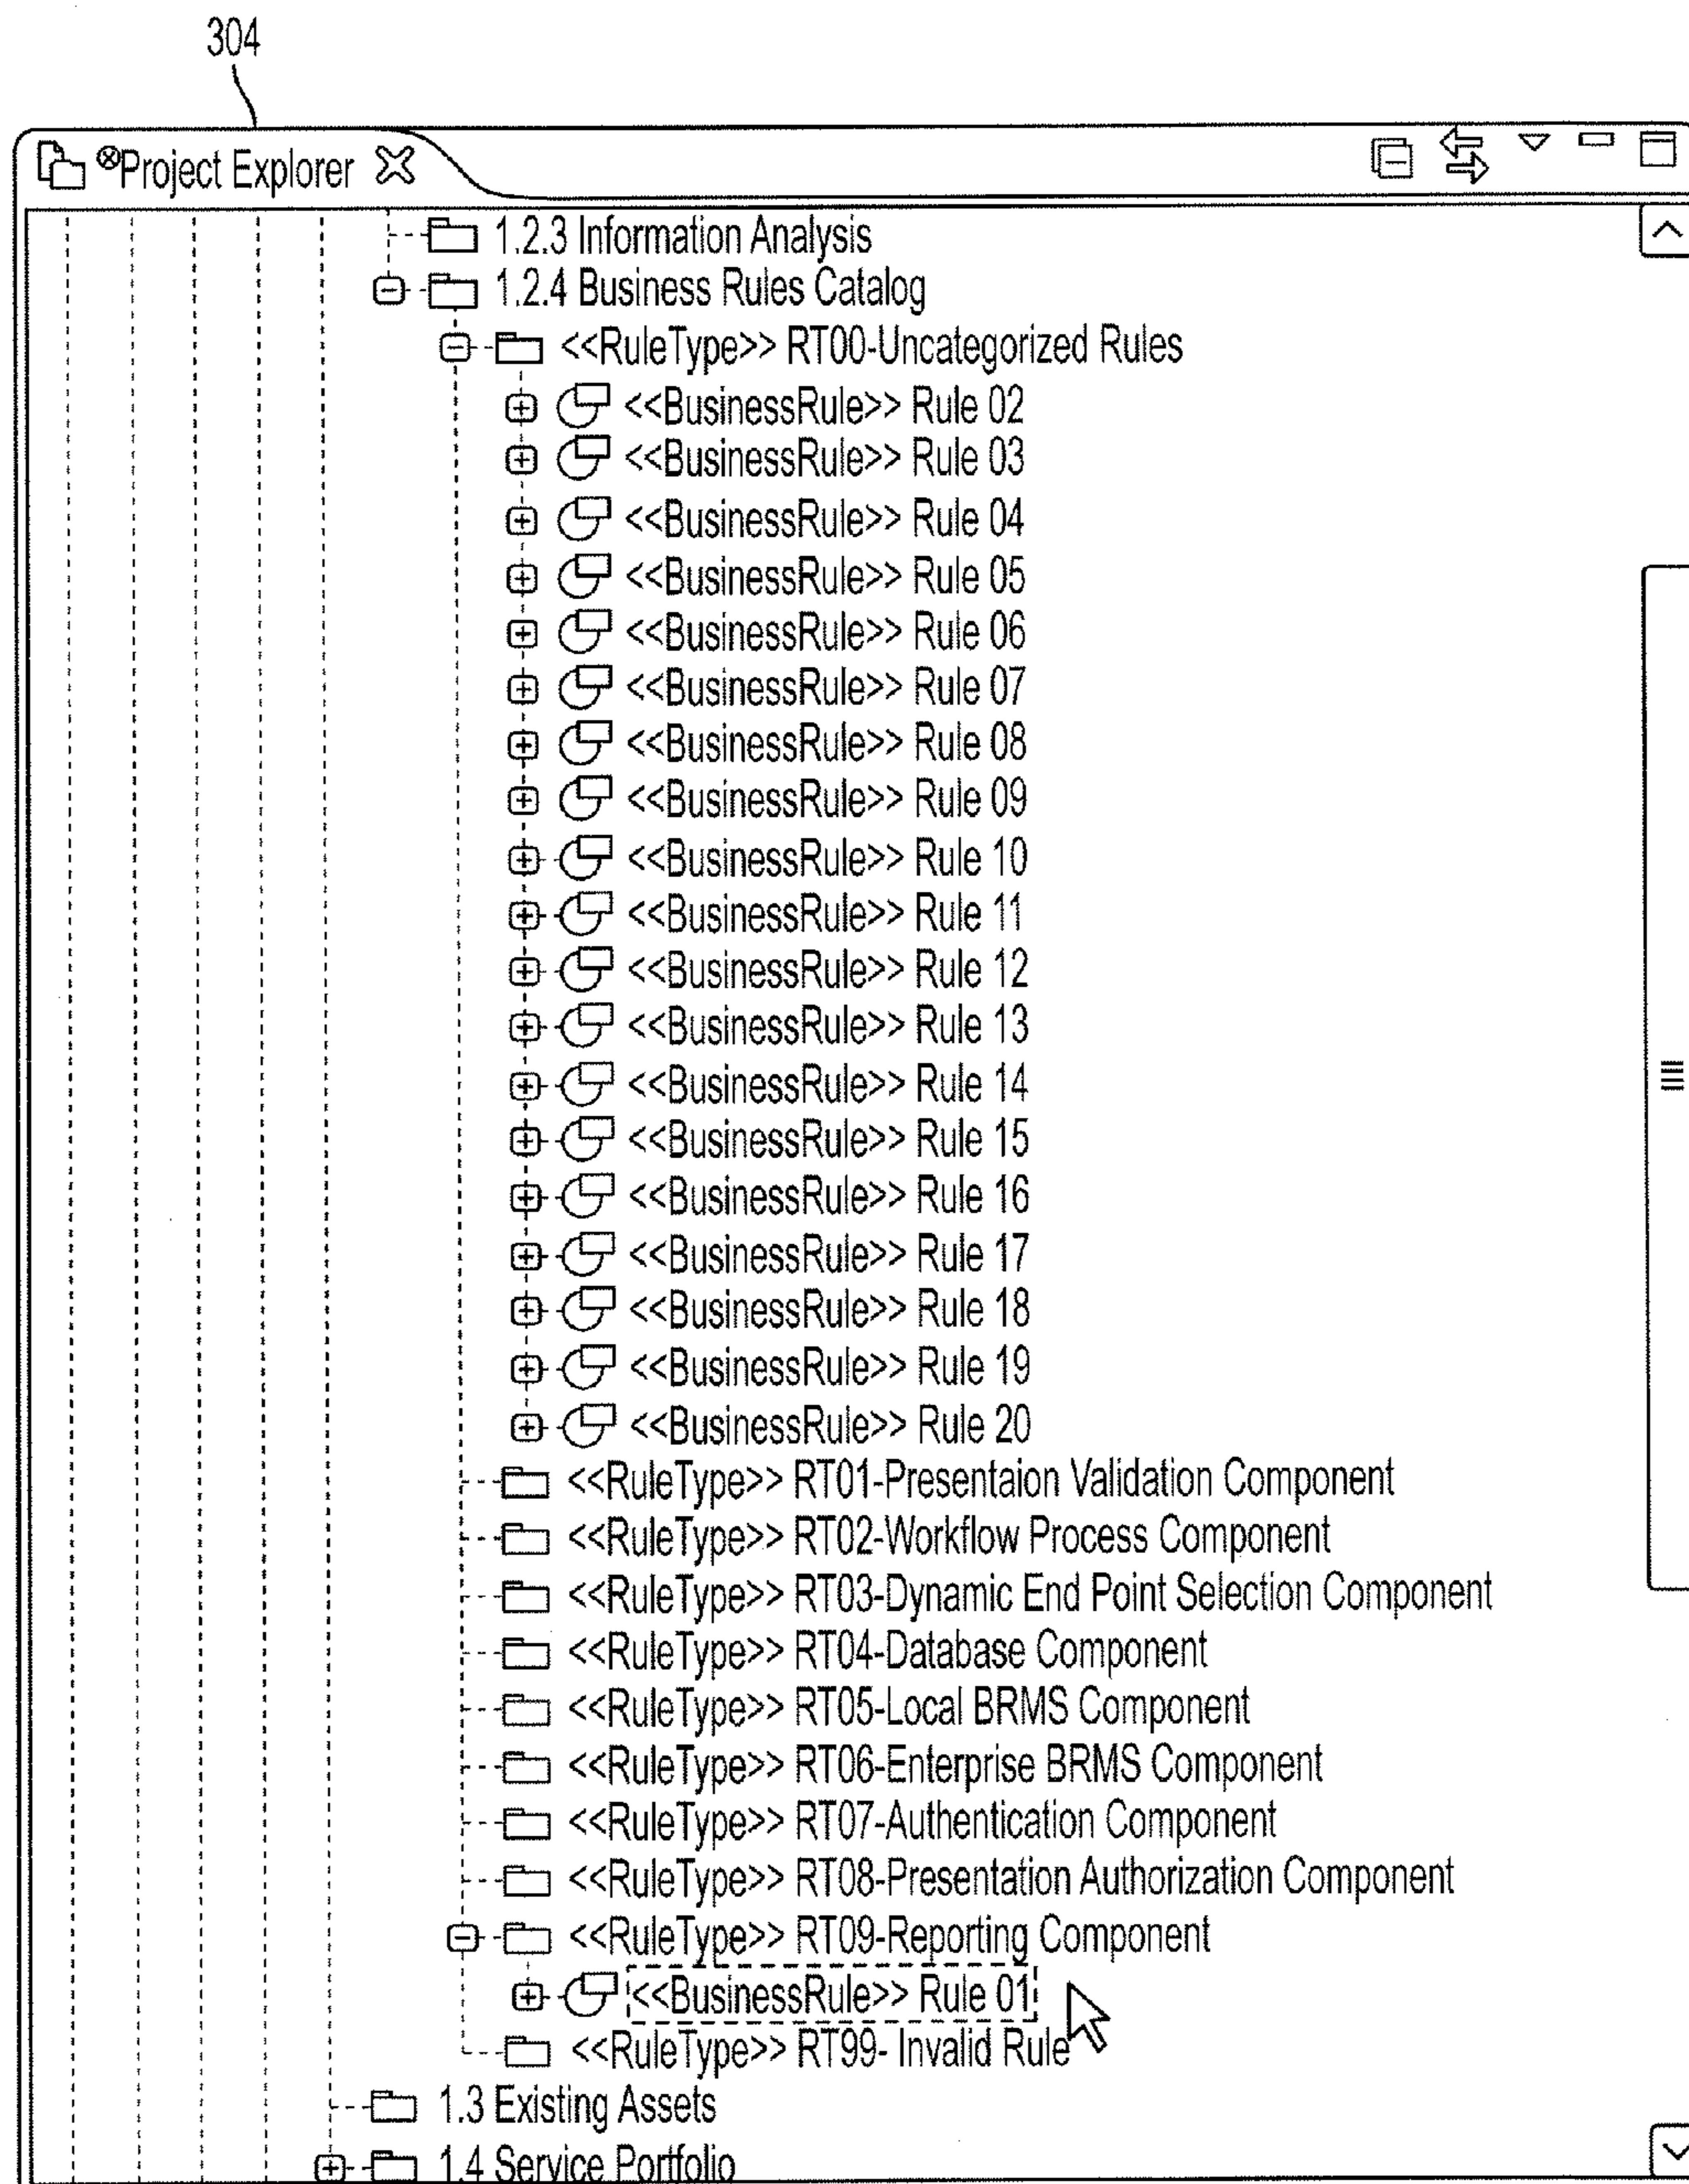 304
Project Explorer
1.2.3 Information Analysis
1.2.4 Business Rules Catalog
<<RuleType>> RT00-Uncategorized Rules
<<BusinessRule>> Rule 02
<<BusinessRule>> Rule 03
<<BusinessRule>> Rule 04
<<BusinessRule>> Rule 05
<<BusinessRule>> Rule 06
<<BusinessRule>> Rule 07
<<BusinessRule>> Rule 08
<<BusinessRule>> Rule 09
<<BusinessRule>> Rule 10
<<BusinessRule>> Rule 11
<<BusinessRule>> Rule 12
<<BusinessRule>> Rule 13
<<BusinessRule>> Rule 14
<<BusinessRule>> Rule 15
<<BusinessRule>> Rule 16
<<BusinessRule>> Rule 17
<<BusinessRule>> Rule 18
<<BusinessRule>> Rule 19
<<BusinessRule>> Rule 20
<<RuleType>> RT01-Presentaion Validation Component
<<RuleType>> RT02-Workflow Process Component
<<RuleType>> RT03-Dynamic End Point Selection Component
<<RuleType>> RT04-Database Component
<<RuleType>> RT05-Local BRMS Component
<<RuleType>> RT06-Enterprise BRMS Component
<<RuleType>> RT07-Authentication Component
<<RuleType>> RT08-Presentation Authorization Component
<<RuleType>> RT09-Reporting Component
<<BusinessRule>> Rule 01
<<RuleType>> RT99- Invalid Rule
1.3 Existing Assets
1.4 Service Portfolio